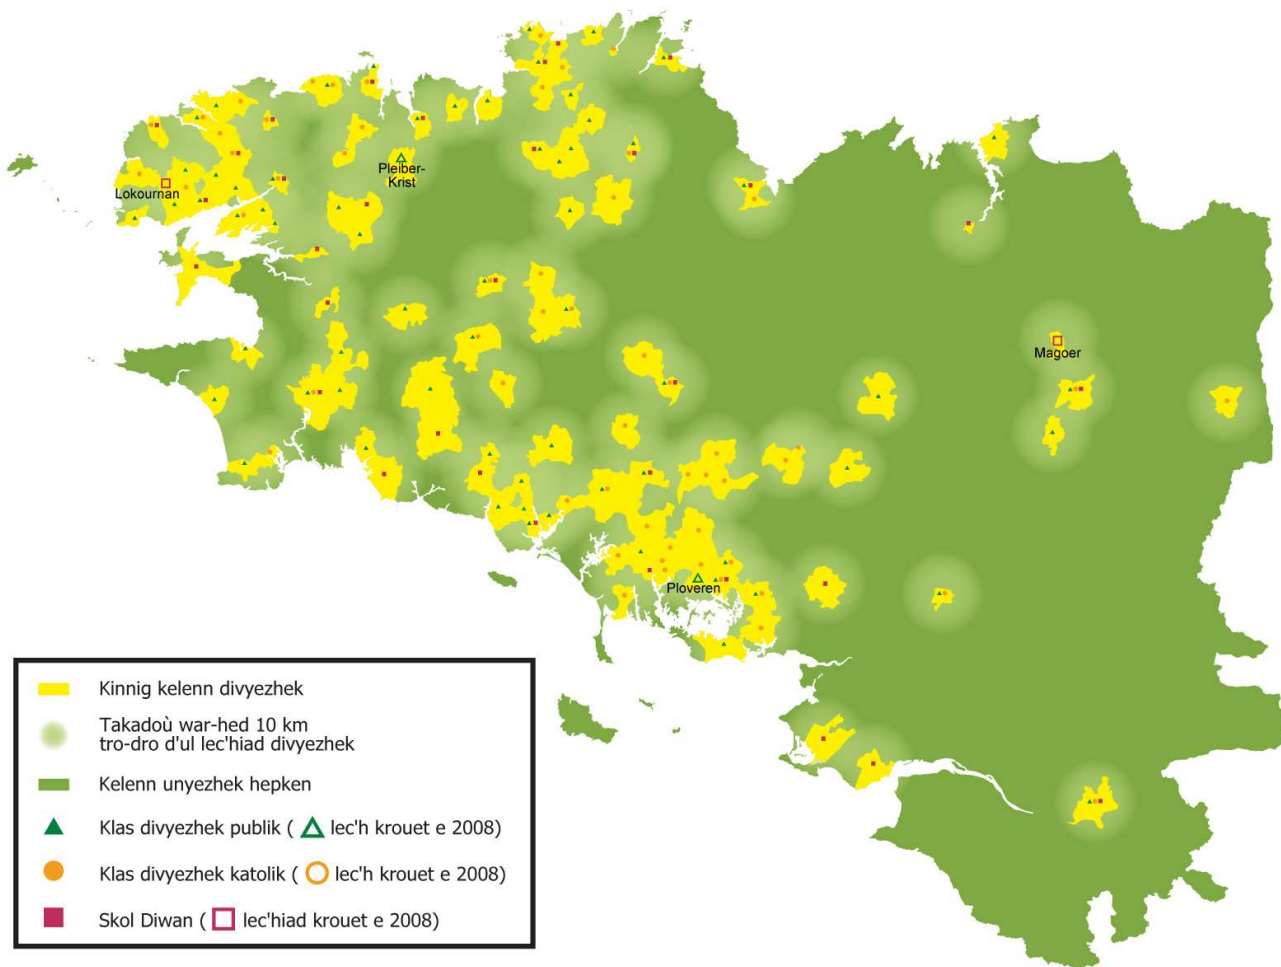 Pleiber-
Krist
Lokournan
Magoer
Ploveren
Kinnig kelenn divyezhek
Takadoù war-hed 10 km
tro-dro d'ul lec'hiad divyezhek
Kelenn unyezhek hepken
Klas divyezhek publik ( lec'h krouet e 2008)
Klas divyezhek katolik ( lec'h krouet e 2008)
Skol Diwan ( lec'hiad krouet e 2008)